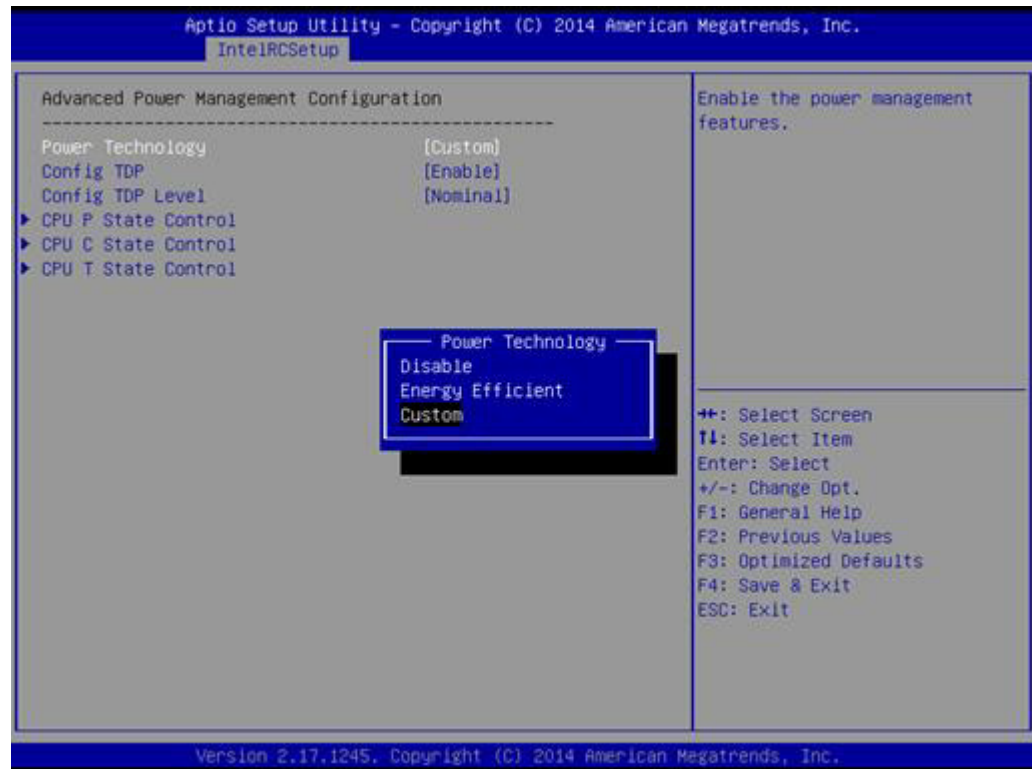 Aptio Setup Utility – Copyright (C) 2014 American Megatrends, Inc.
IntelRCSetup
Advanced Power Management Configuration
--------------------------------------------------
Power Technology [Custom]
Config TDP [Enable]
Config TDP Level [Nominal]
CPU P State Control
CPU C State Control
CPU T State Control
Power Technology
Disable
Energy Efficient
Custom
Enable the power management
features.
→←: Select Screen
↑↓: Select Item
Enter: Select
+/-: Change Opt.
F1: General Help
F2: Previous Values
F3: Optimized Defaults
F4: Save & Exit
ESC: Exit
Version 2.17.1245. Copyright (C) 2014 American Megatrends, Inc.